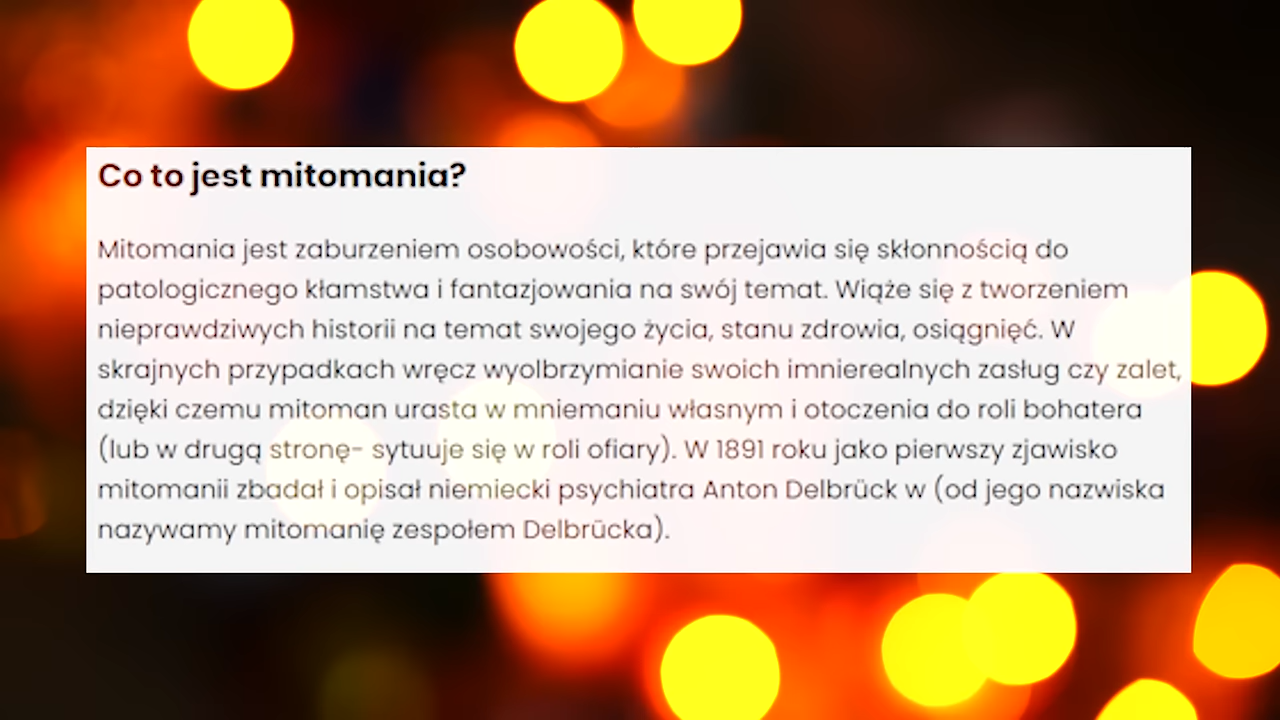 Co to jest mitomania?
Mitomania jest zaburzeniem osobowości, które przejawia się skłonnością do
patologicznego kłamstwa i fantazjowania na swój temat. Wiąże się z tworzeniem
nieprawdziwych historii na temat swojego życia, stanu zdrowia, osiągnięć. W
skrajnych przypadkach wręcz wyolbrzymianie swoich imnierealnych zasług czy zalet,
dzięki czemu mitoman urasta w mniemaniu własnym i otoczenia do roli bohatera
(lub w drugą stronę- sytuuje się w roli ofiary). W 1891 roku jako pierwszy zjawisko
mitomanii zbadał i opisał niemiecki psychiatra Anton Delbrück w (od jego nazwiska
nazywamy mitomanię zespołem Delbrücka).